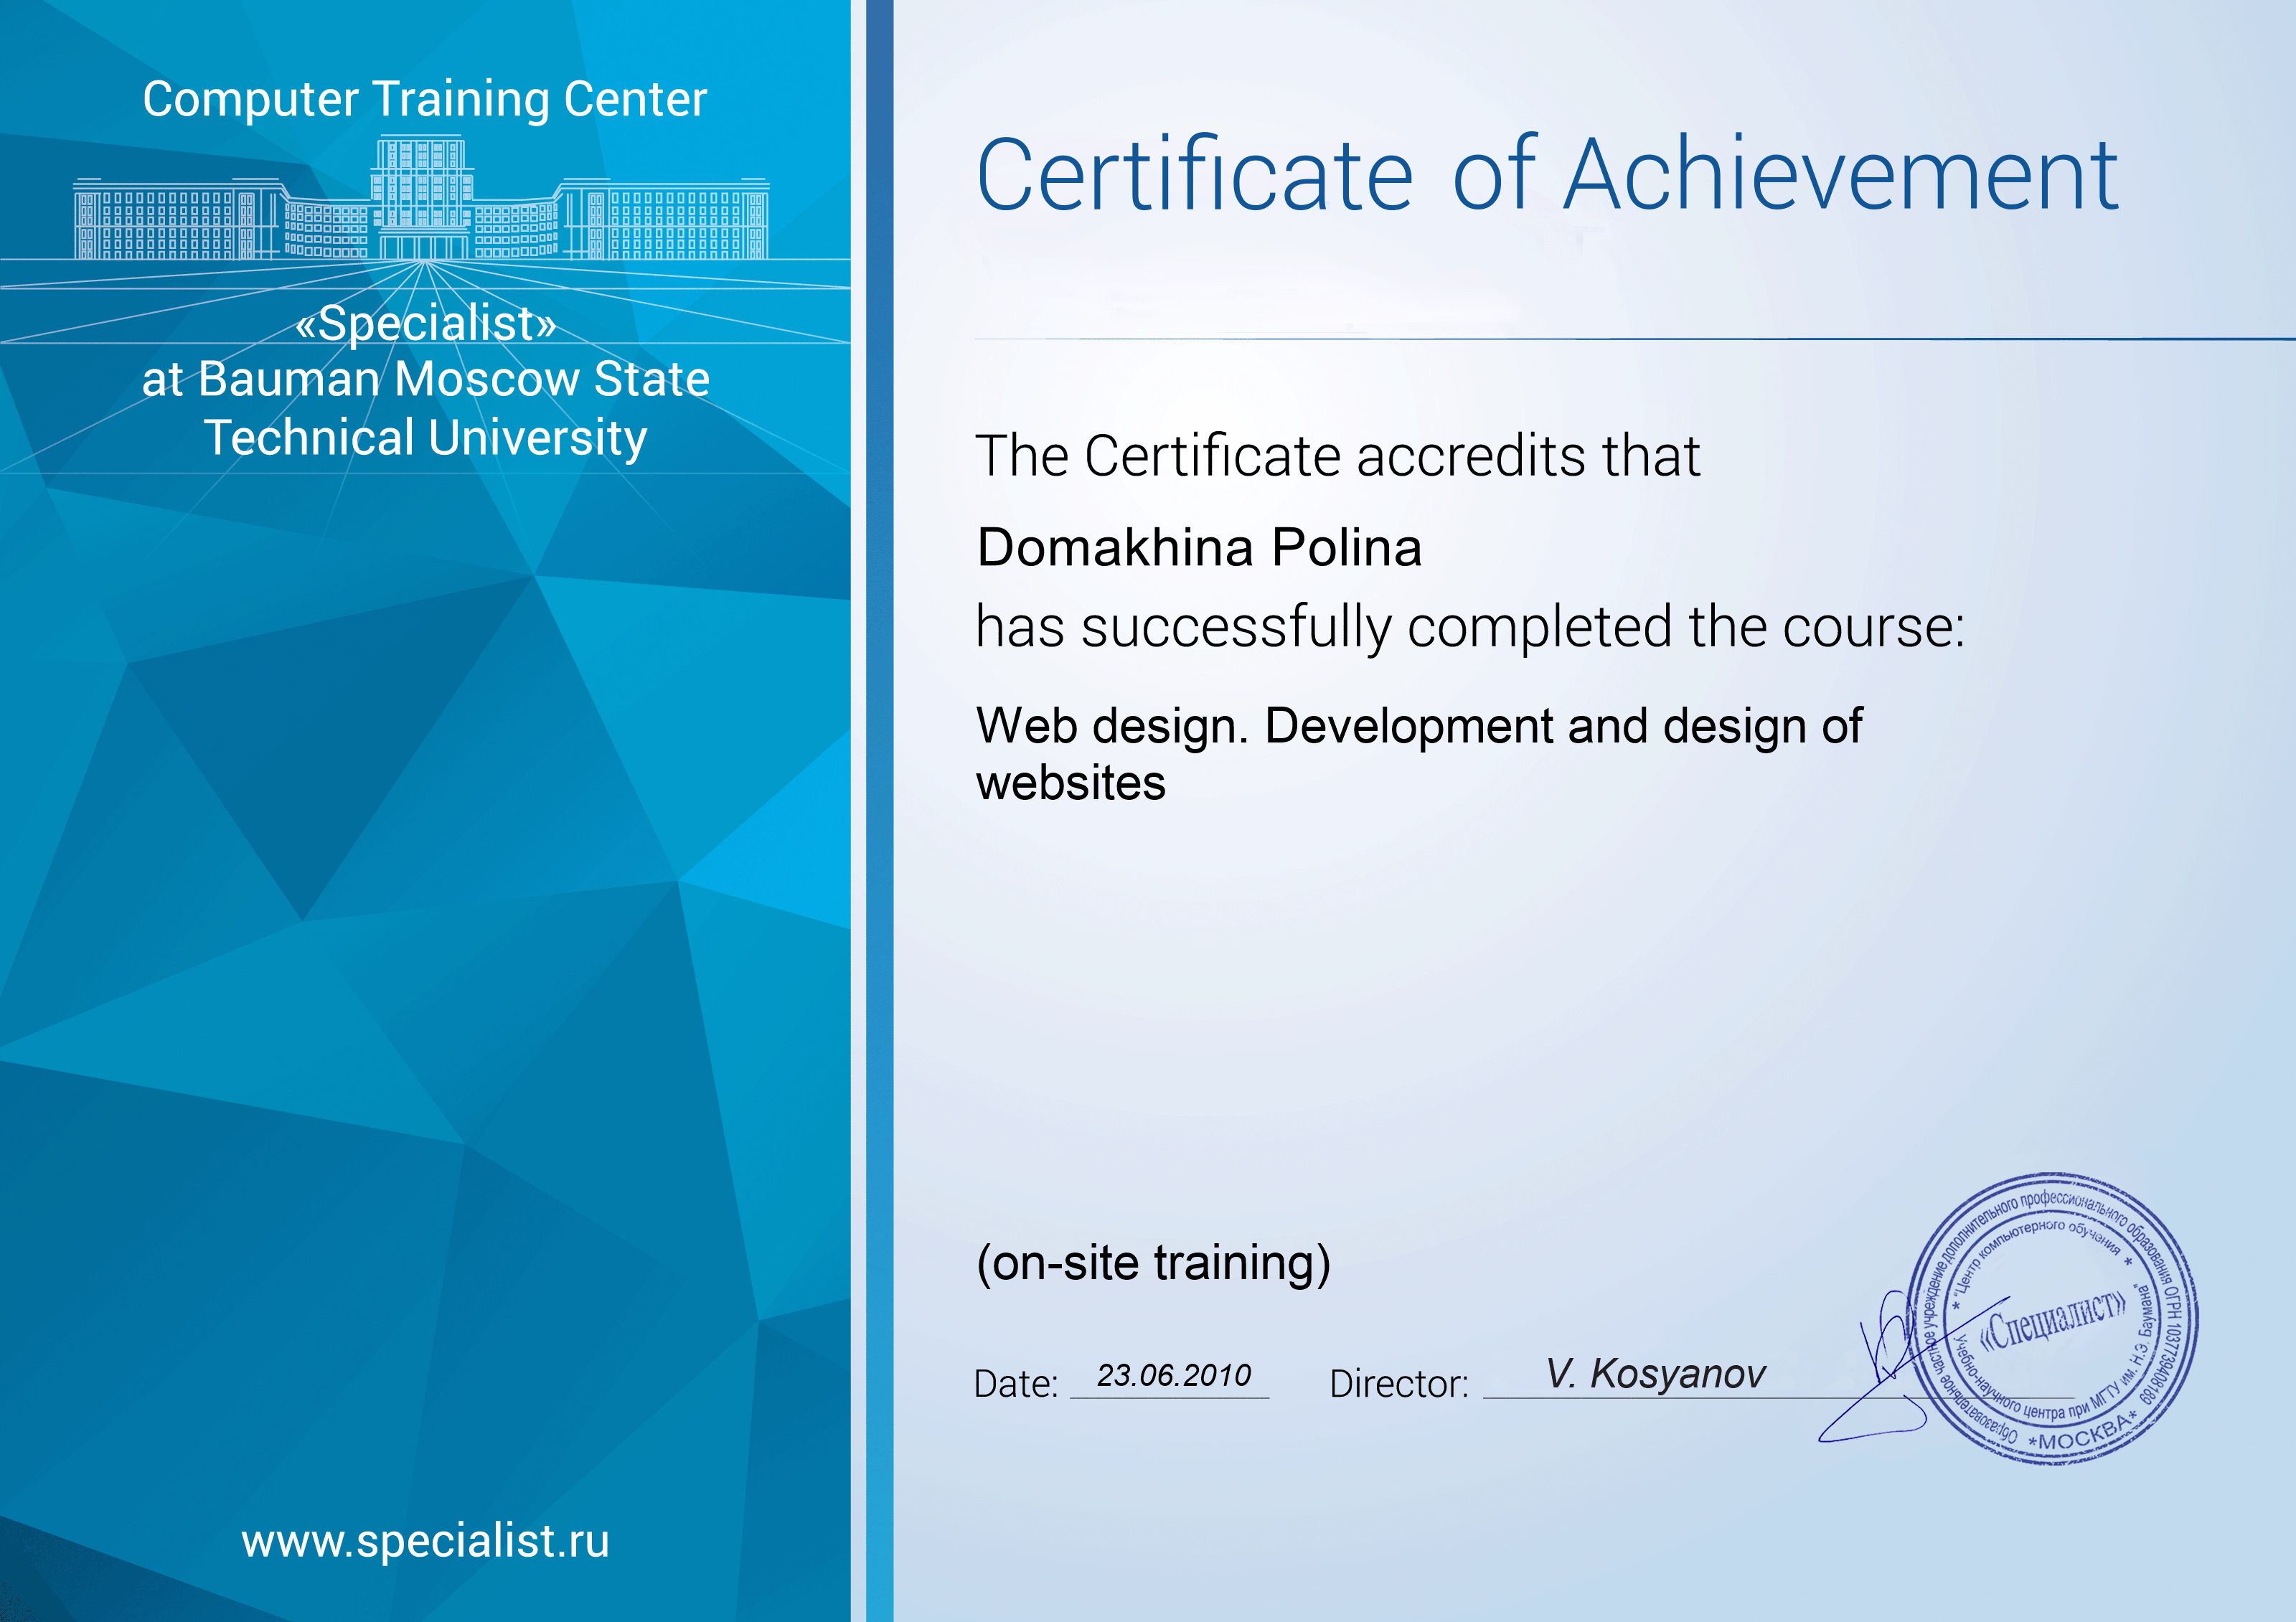 Computer Training Center
«Specialist»
at Bauman Moscow State
Technical University
www.specialist.ru
Certificate of Achievement
The Certificate accredits that
Domakhina Polina
has successfully completed the course:
Web design. Development and design of
websites
(on-site training)
Date: 23.06.2010 Director: V. Kosyanov
Образовательное частное учреждение дополнительного профессионального образования ОГРН 1037739408189
*МОСКВА*
* "Центр компьютерного обучения *
Учебно-научного центра при МГТУ им. Н.Э. Баумана"
«Специалист»